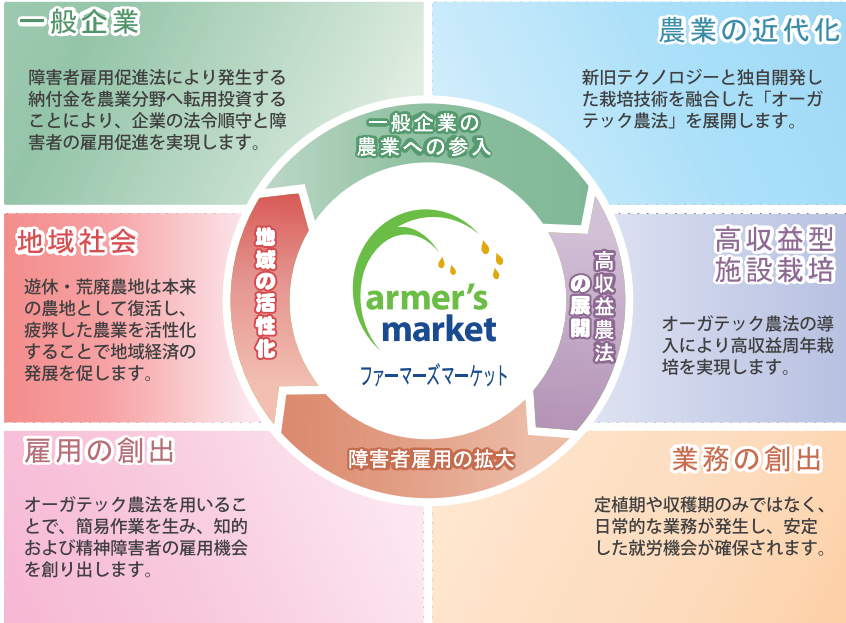 一般企業
障害者雇用促進法により発生する
納付金を農業分野へ転用投資する
ことにより、企業の法令順守と障
害者の雇用促進を実現します。
農業の近代化
新旧テクノロジーと独自開発し
た栽培技術を融合した「オーガ
テック農法」を展開します。
一般企業の
農業への参入
地域社会
遊休・荒廃農地は本来
の農地として復活し、
疲弊した農業を活性化
することで地域経済の
発展を促します。
地域の活性化
armer's
market
ファーマーズマーケット
高収益農法
の展開
高収益型
施設栽培
オーガテック農法の導
入により高収益周年栽
培を実現します。
障害者雇用の拡大
雇用の創出
オーガテック農法を用いるこ
とで、簡易作業を生み、知的
および精神障害者の雇用機会
を創り出します。
業務の創出
定植期や収穫期のみではなく、
日常的な業務が発生し、安定
した就労機会が確保されます。